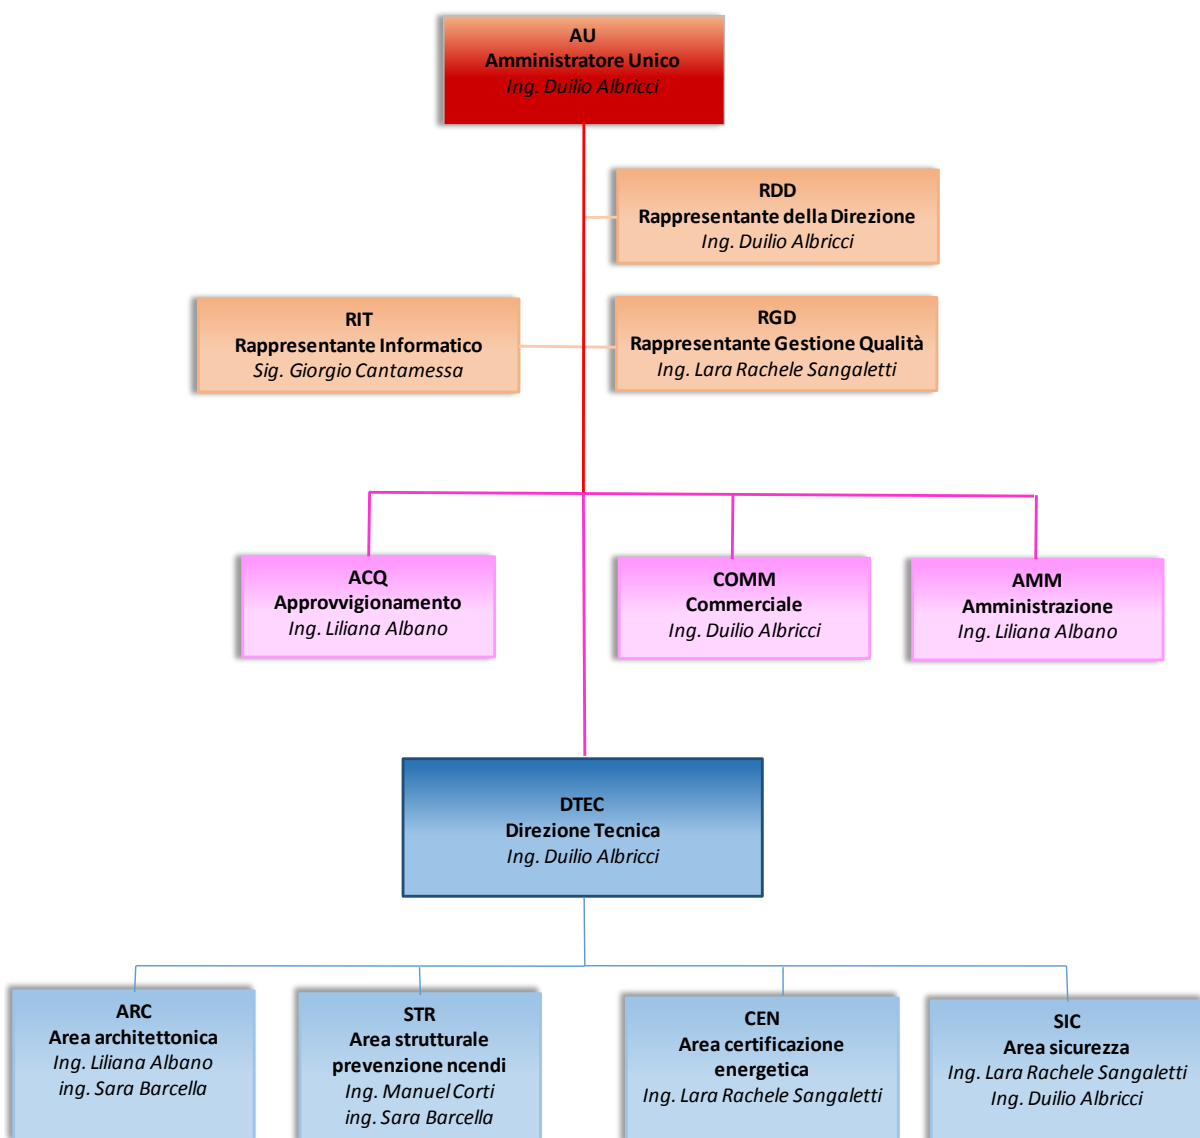 AU
Amministratore Unico
Ing. Duilio Albricci
RDD
Rappresentante della Direzione
Ing. Duilio Albricci
RIT
Rappresentante Informatico
Sig. Giorgio Cantamessa
RGD
Rappresentante Gestione Qualità
Ing. Lara Rachele Sangaletti
ACQ
Approvvigionamento
Ing. Liliana Albano
COMM
Commerciale
Ing. Duilio Albricci
AMM
Amministrazione
Ing. Liliana Albano
DTEC
Direzione Tecnica
Ing. Duilio Albricci
ARC
Area architettonica
Ing. Liliana Albano
ing. Sara Barcella
STR
Area strutturale
prevenzione ncendi
Ing. Manuel Corti
ing. Sara Barcella
CEN
Area certificazione
energetica
Ing. Lara Rachele Sangaletti
SIC
Area sicurezza
Ing. Lara Rachele Sangaletti
Ing. Duilio Albricci